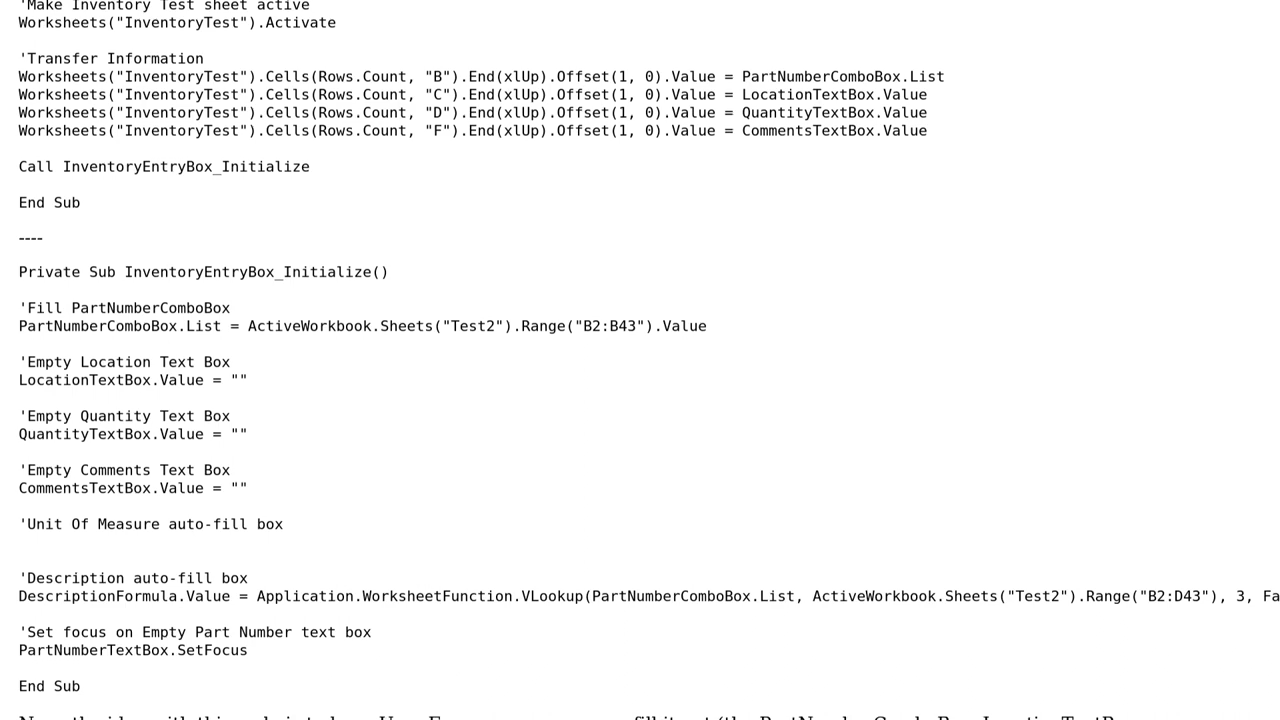 'Make Inventory Test sheet active
Worksheets("InventoryTest").Activate
'Transfer Information
Worksheets("InventoryTest").Cells(Rows.Count, "B").End(xlUp).Offset(1, 0).Value = PartNumberComboBox.List
Worksheets("InventoryTest").Cells(Rows.Count, "C").End(xlUp).Offset(1, 0).Value = LocationTextBox.Value
Worksheets("InventoryTest").Cells(Rows.Count, "D").End(xlUp).Offset(1, 0).Value = QuantityTextBox.Value
Worksheets("InventoryTest").Cells(Rows.Count, "F").End(xlUp).Offset(1, 0).Value = CommentsTextBox.Value
Call InventoryEntryBox_Initialize
End Sub
----
Private Sub InventoryEntryBox_Initialize()
'Fill PartNumberComboBox
PartNumberComboBox.List = ActiveWorkbook.Sheets("Test2").Range("B2:B43").Value
'Empty Location Text Box
LocationTextBox.Value = ""
'Empty Quantity Text Box
QuantityTextBox.Value = ""
'Empty Comments Text Box
CommentsTextBox.Value = ""
'Unit Of Measure auto-fill box
'Description auto-fill box
DescriptionFormula.Value = Application.WorksheetFunction.VLookup(PartNumberComboBox.List, ActiveWorkbook.Sheets("Test2").Range("B2:D43"), 3, Fa
'Set focus on Empty Part Number text box
PartNumberTextBox.SetFocus
End Sub